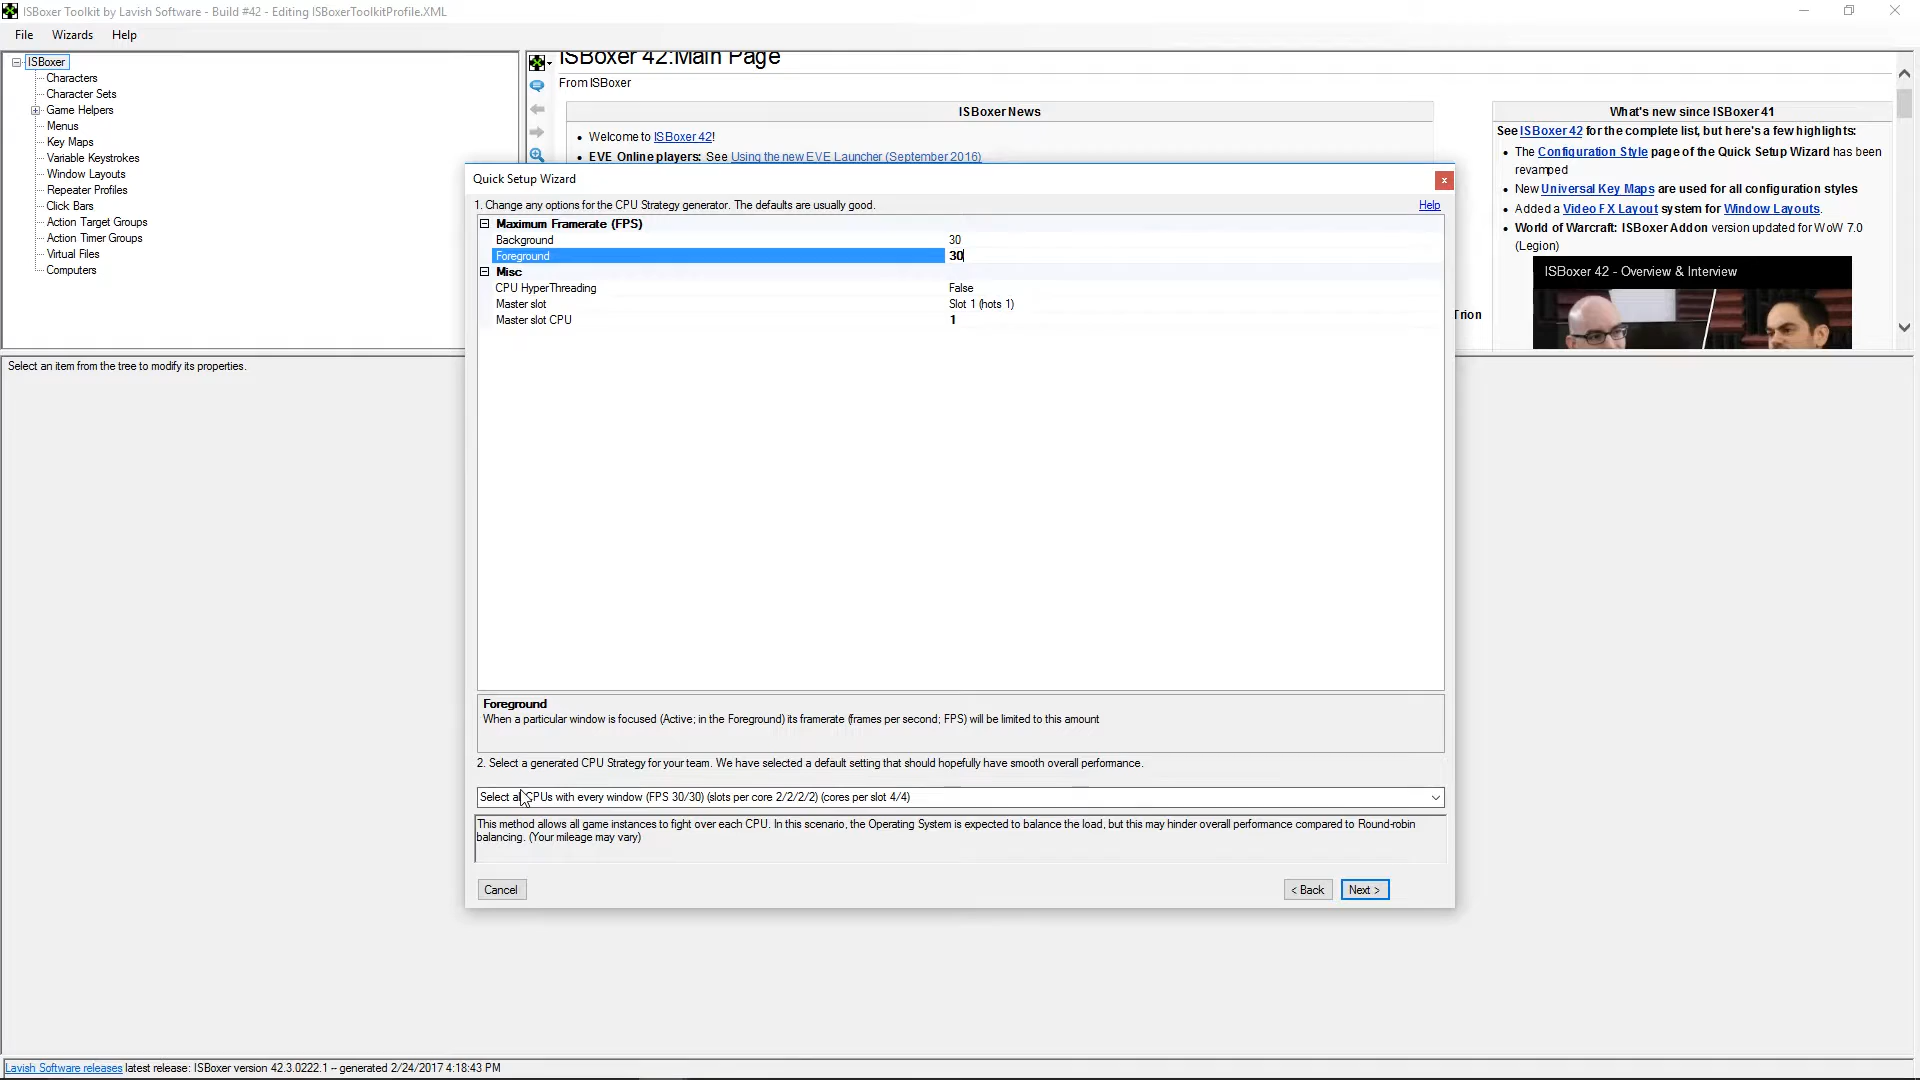 ISBoxer Toolkit by Lavish Software - Build #42 - Editing ISBoxerToolkitProfile.XML
File Wizards Help
ISBoxer
Characters
Character Sets
Game Helpers
Menus
Key Maps
Variable Keystrokes
Window Layouts
Repeater Profiles
Click Bars
Action Target Groups
Action Timer Groups
Virtual Files
Computers
ISBoxer 42:Main Page
From ISBoxer
ISBoxer News
• Welcome to ISBoxer 42!
• EVE Online players: See Using the new EVE Launcher (September 2016)
What's new since ISBoxer 41
See ISBoxer 42 for the complete list, but here's a few highlights:
• The Configuration Style page of the Quick Setup Wizard has been
revamped
• New Universal Key Maps are used for all configuration styles
• Added a Video FX Layout system for Window Layouts.
• World of Warcraft: ISBoxer Addon version updated for WoW 7.0
(Legion)
ISBoxer 42 - Overview & Interview
Trion
Select an item from the tree to modify its properties.
Quick Setup Wizard
x
1. Change any options for the CPU Strategy generator. The defaults are usually good.
Help
Maximum Framerate (FPS)
Background 30
Foreground 30
Misc
CPU HyperThreading False
Master slot Slot 1 (hots 1)
Master slot CPU 1
Foreground
When a particular window is focused (Active; in the Foreground) its framerate (frames per second; FPS) will be limited to this amount
2. Select a generated CPU Strategy for your team. We have selected a default setting that should hopefully have smooth overall performance.
Select all CPUs with every window (FPS 30/30) (slots per core 2/2/2/2) (cores per slot 4/4)
This method allows all game instances to fight over each CPU. In this scenario, the Operating System is expected to balance the load, but this may hinder overall performance compared to Round-robin
balancing. (Your mileage may vary)
Cancel
< Back
Next >
Lavish Software releases latest release: ISBoxer version 42.3.0222.1 -- generated 2/24/2017 4:18:43 PM